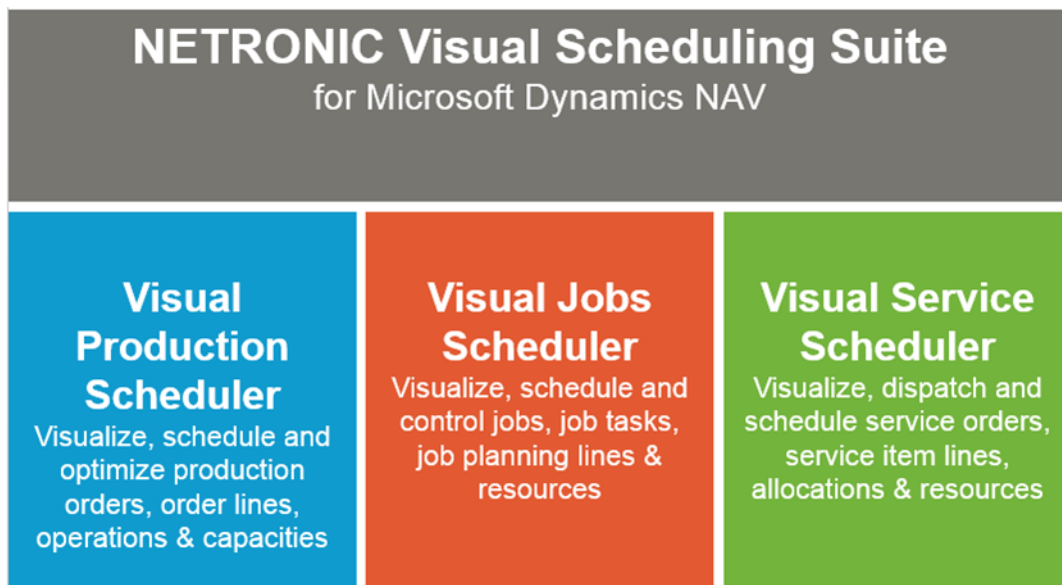 NETRONIC Visual Scheduling Suite
for Microsoft Dynamics NAV
Visual
Production
Scheduler
Visualize, schedule and
optimize production
orders, order lines,
operations & capacities
Visual Jobs
Scheduler
Visualize, schedule and
control jobs, job tasks,
job planning lines &
resources
Visual Service
Scheduler
Visualize, dispatch and
schedule service orders,
service item lines,
allocations & resources